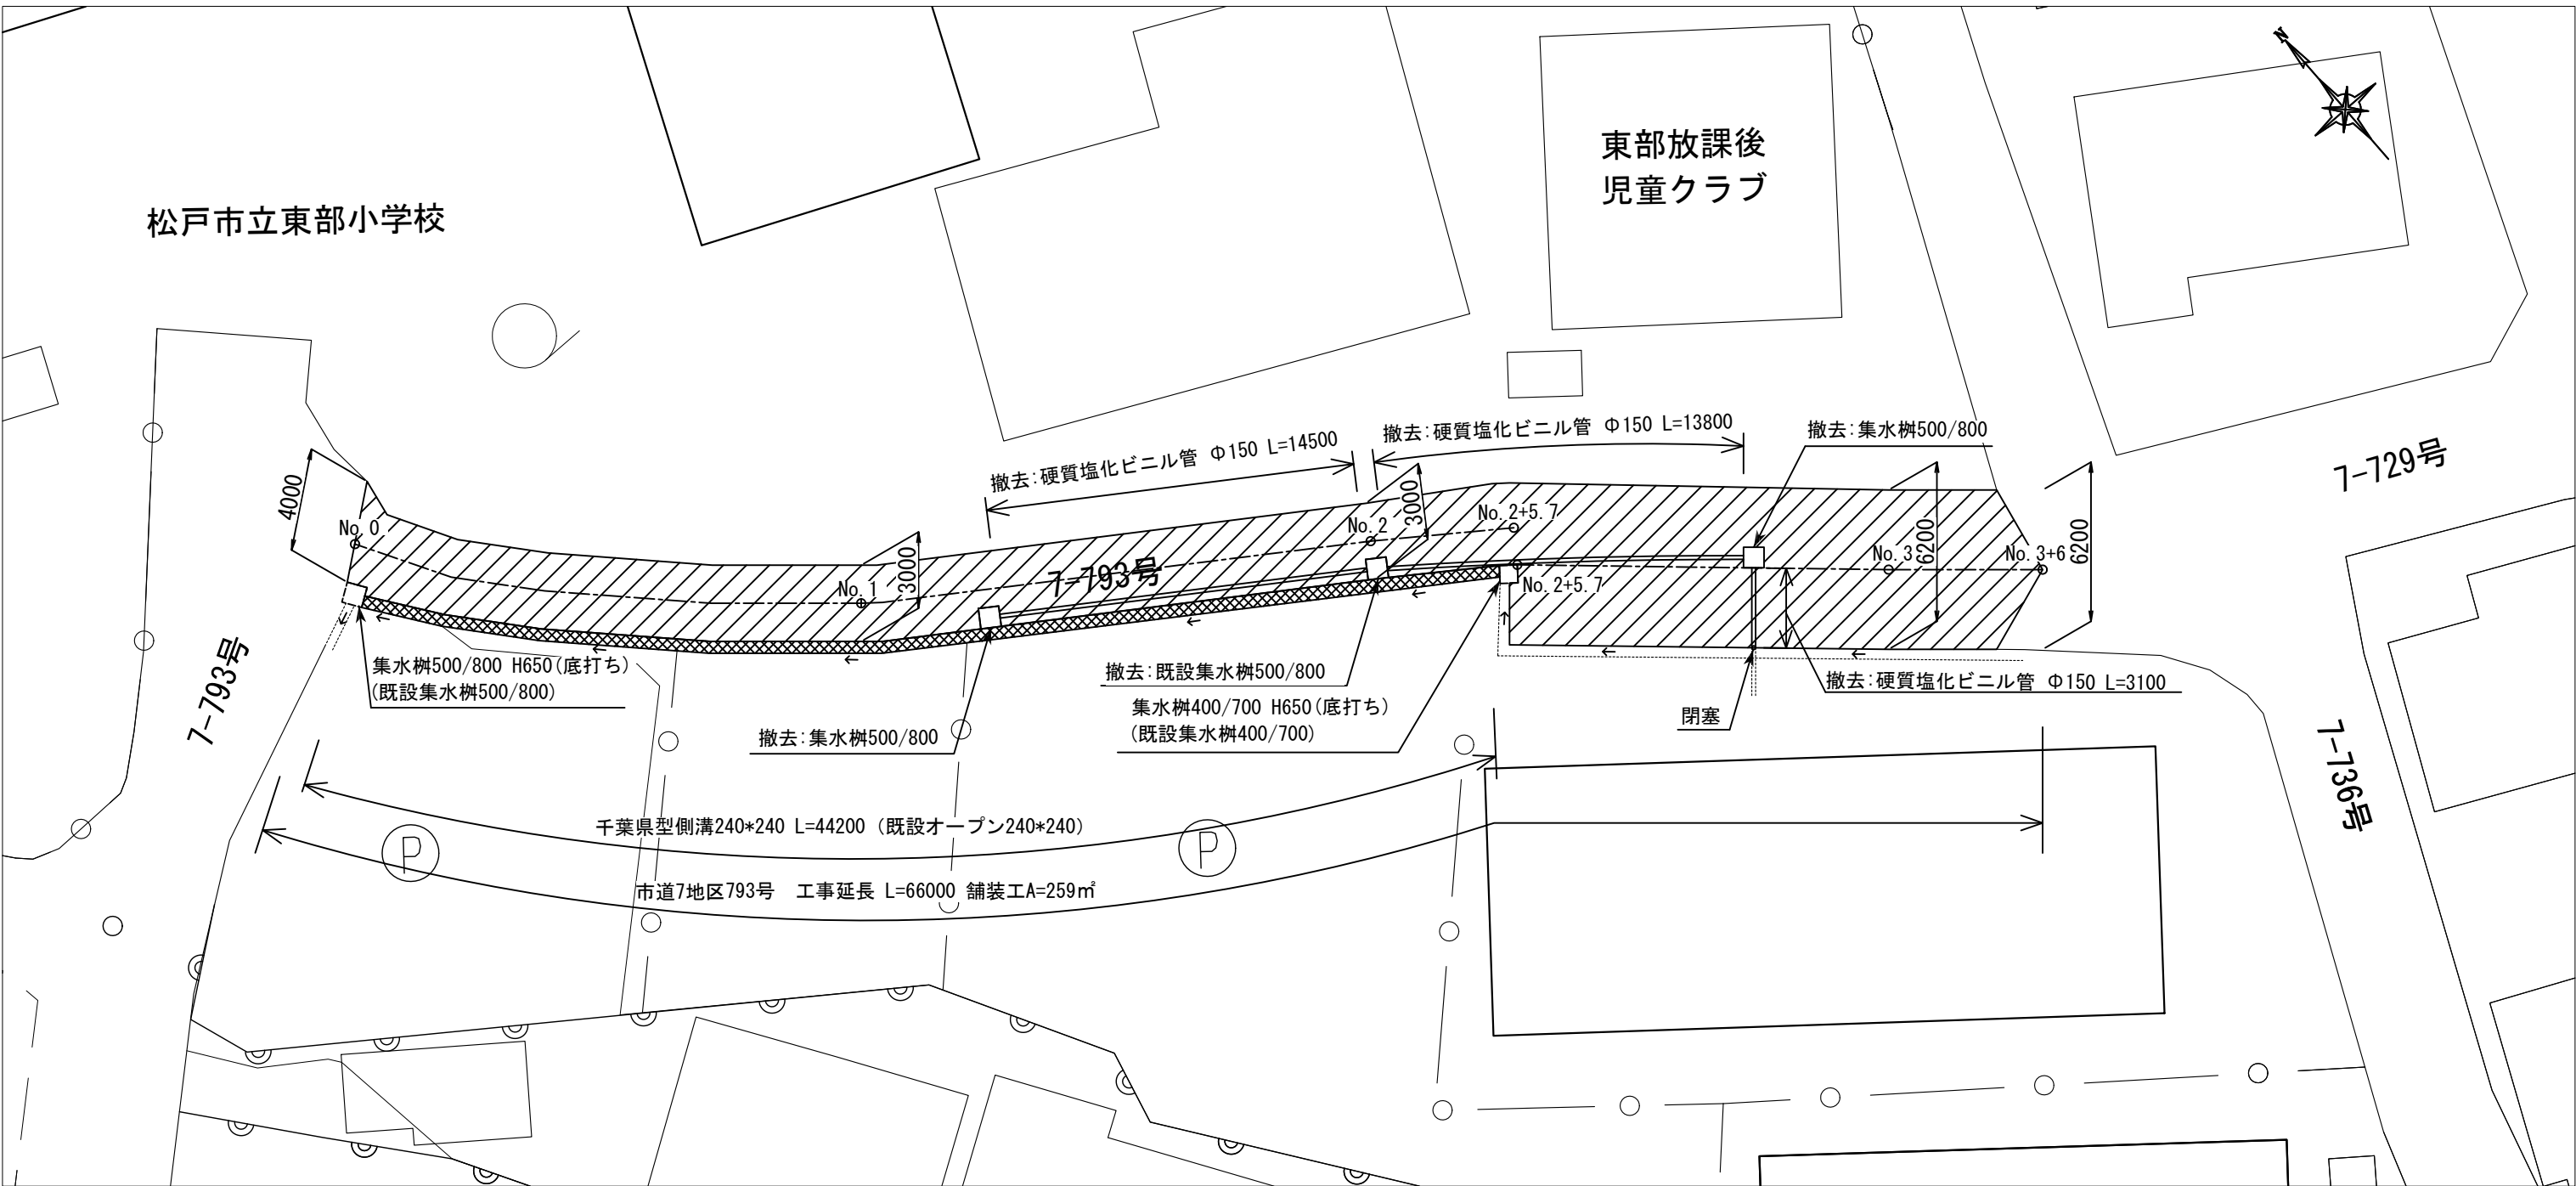 N
東部放課後
児童クラブ
松戸市立東部小学校
撤去:硬質塩化ビニル管 Φ150 L=14500
撤去:硬質塩化ビニル管 Φ150 L=13800
撤去:集水桝500/800
7-729号
4000
No.0
No.1
3000
7-793号
No.2
3000
No.2+5.7
No.2+5.7
No.3
6200
No.3+6
6200
7-793号
集水桝500/800 H650(底打ち)
(既設集水桝500/800)
撤去:集水桝500/800
撤去:既設集水桝500/800
集水桝400/700 H650(底打ち)
(既設集水桝400/700)
閉塞
撤去:硬質塩化ビニル管 Φ150 L=3100
7-736号
千葉県型側溝240*240 L=44200 (既設オープン240*240)
P
P
市道7地区793号　工事延長 L=66000 舗装工A=259㎡